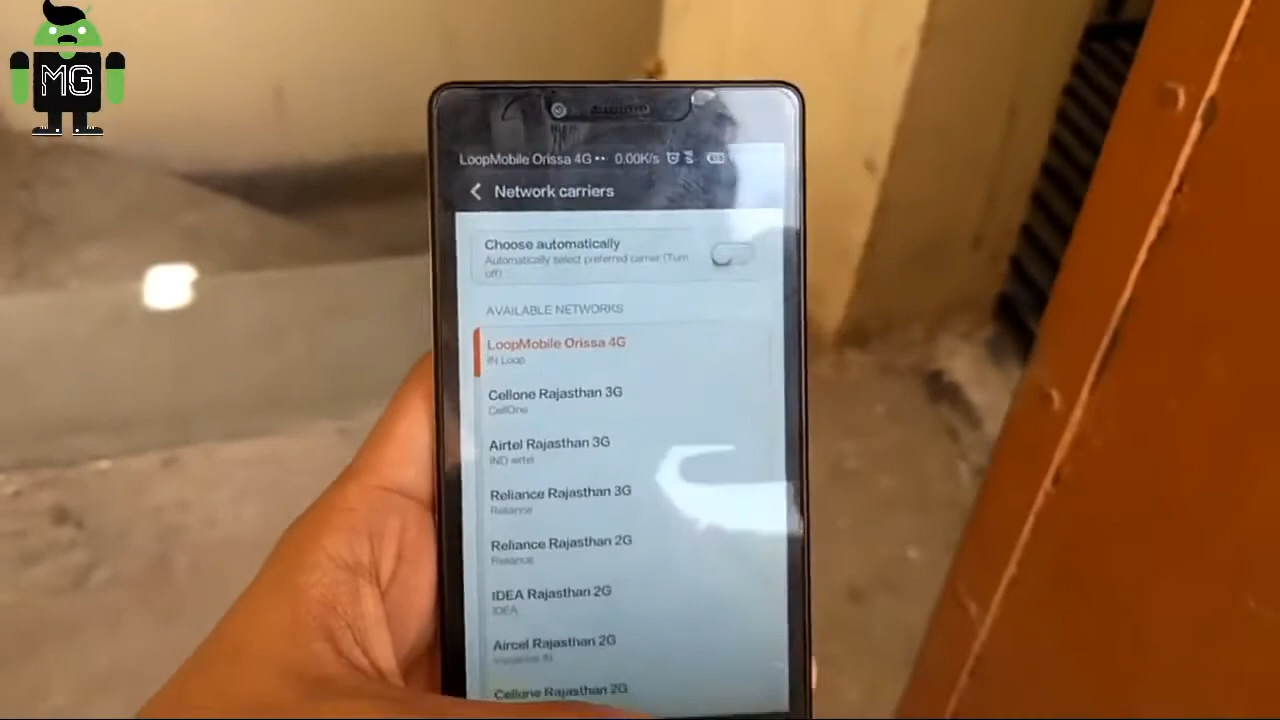 MG
LoopMobile Orissa 4G •• 0.00K/s
Network carriers
Choose automatically
Automatically select preferred carrier (Turn
off)
AVAILABLE NETWORKS
LoopMobile Orissa 4G
IN Loop
Cellone Rajasthan 3G
CellOne
Airtel Rajasthan 3G
IND airtel
Reliance Rajasthan 3G
Reliance
Reliance Rajasthan 2G
Reliance
IDEA Rajasthan 2G
IDEA
Aircel Rajasthan 2G
Cellone Rajasthan 2G